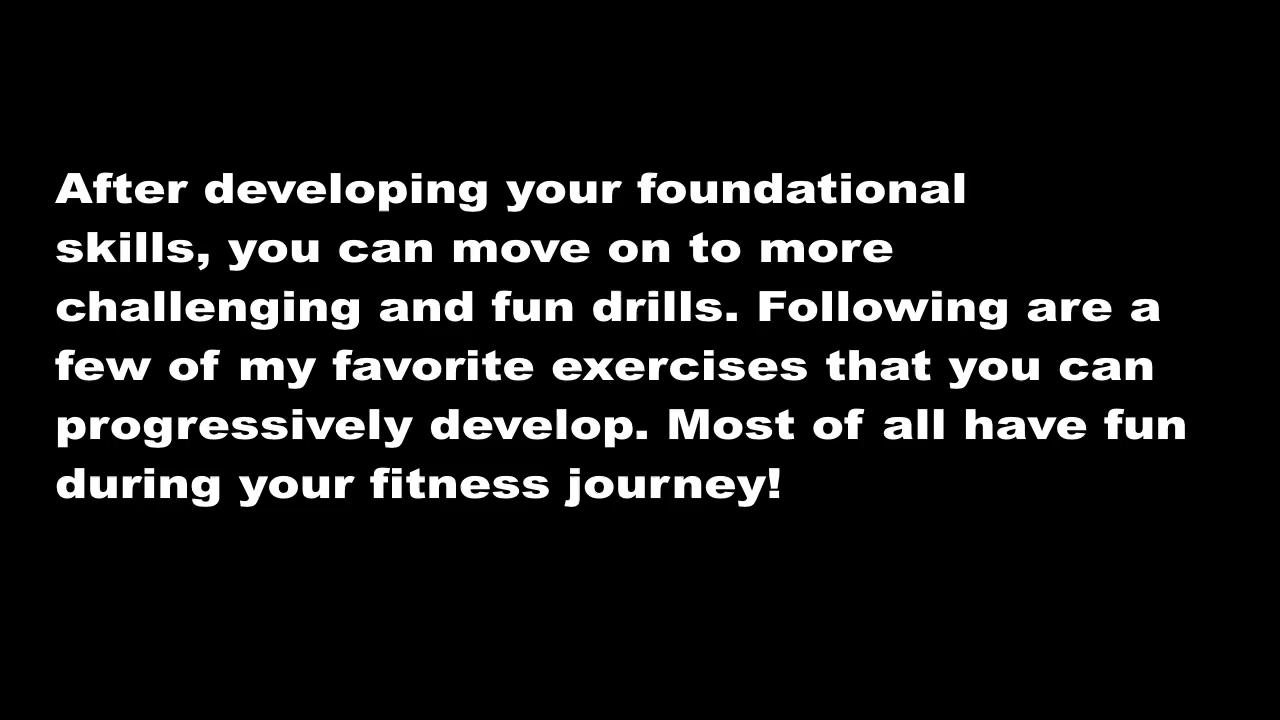 After developing your foundational
skills, you can move on to more
challenging and fun drills. Following are a
few of my favorite exercises that you can
progressively develop. Most of all have fun
during your fitness journey!